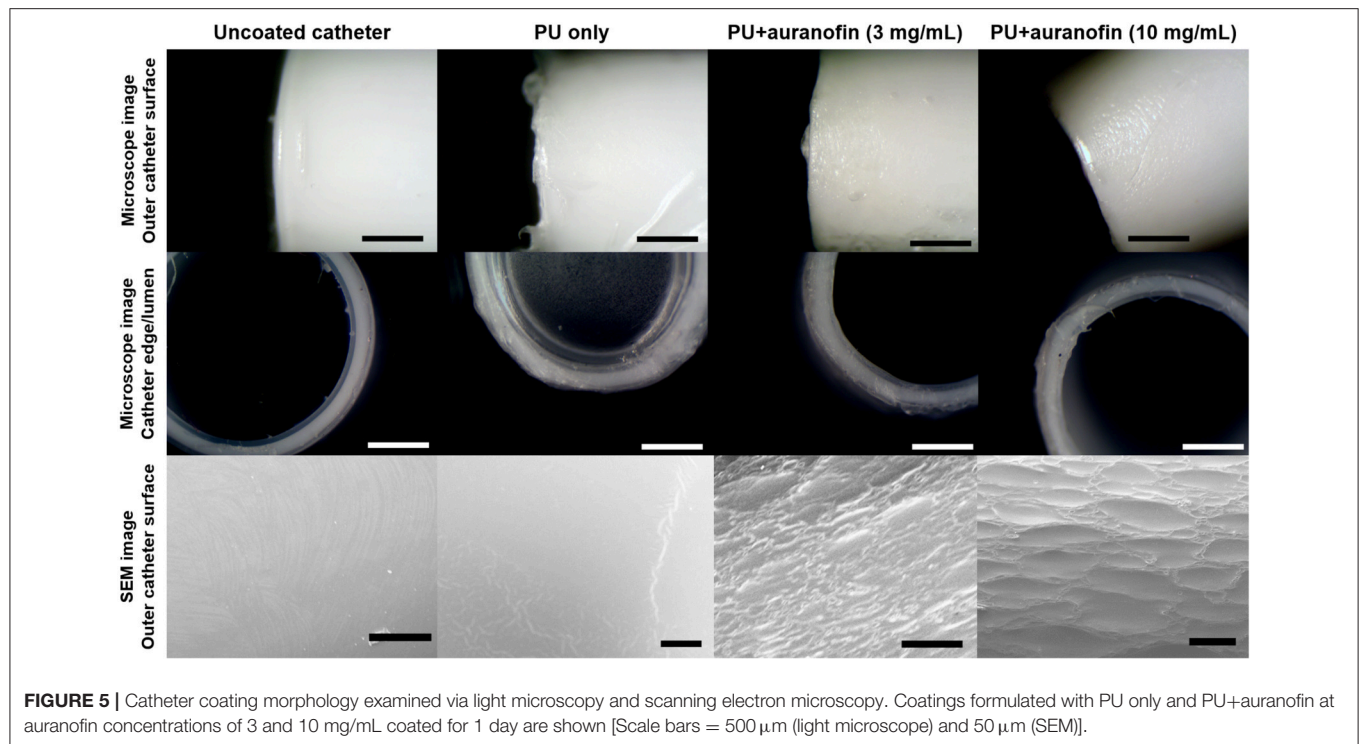 Uncoated catheter
PU only
PU+auranofin (3 mg/mL)
PU+auranofin (10 mg/mL)
Microscope image
Outer catheter surface
Microscope image
Catheter edge/lumen
SEM image
Outer catheter surface
FIGURE 5 | Catheter coating morphology examined via light microscopy and scanning electron microscopy. Coatings formulated with PU only and PU+auranofin at
auranofin concentrations of 3 and 10 mg/mL coated for 1 day are shown [Scale bars = 500 μm (light microscope) and 50 μm (SEM)].